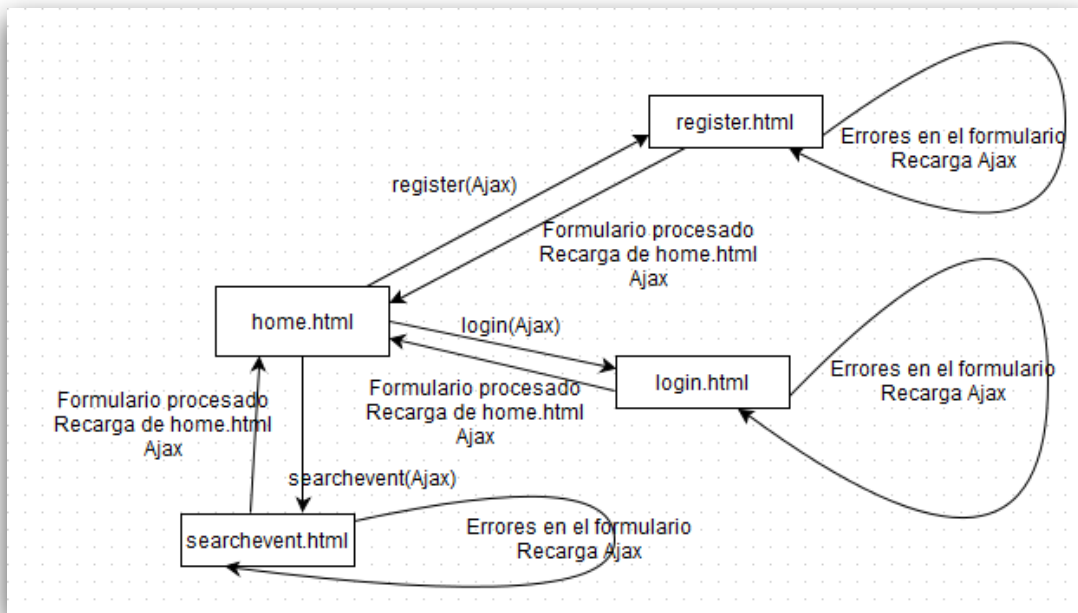 register.html
Errores en el formulario
Recarga Ajax
register(Ajax)
Formulario procesado
Recarga de home.html
Ajax
home.html
login(Ajax)
login.html
Errores en el formulario
Recarga Ajax
Formulario procesado
Recarga de home.html
Ajax
Formulario procesado
Recarga de home.html
Ajax
searchevent(Ajax)
searchevent.html
Errores en el formulario
Recarga Ajax